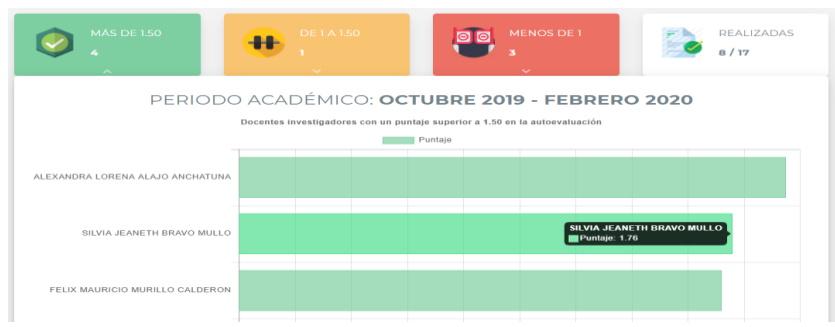 MÁS DE 1.50
4
DE 1 A 1.50
1
MENOS DE 1
3
REALIZADAS
8 / 17
PERIODO ACADÉMICO: OCTUBRE 2019 - FEBRERO 2020
Docentes investigadores con un puntaje superior a 1.50 en la autoevaluación
Puntaje
ALEXANDRA LORENA ALAJO ANCHATUNA
SILVIA JEANETH BRAVO MULLO
SILVIA JEANETH BRAVO MULLO
Puntaje: 1.76
FELIX MAURICIO MURILLO CALDERON